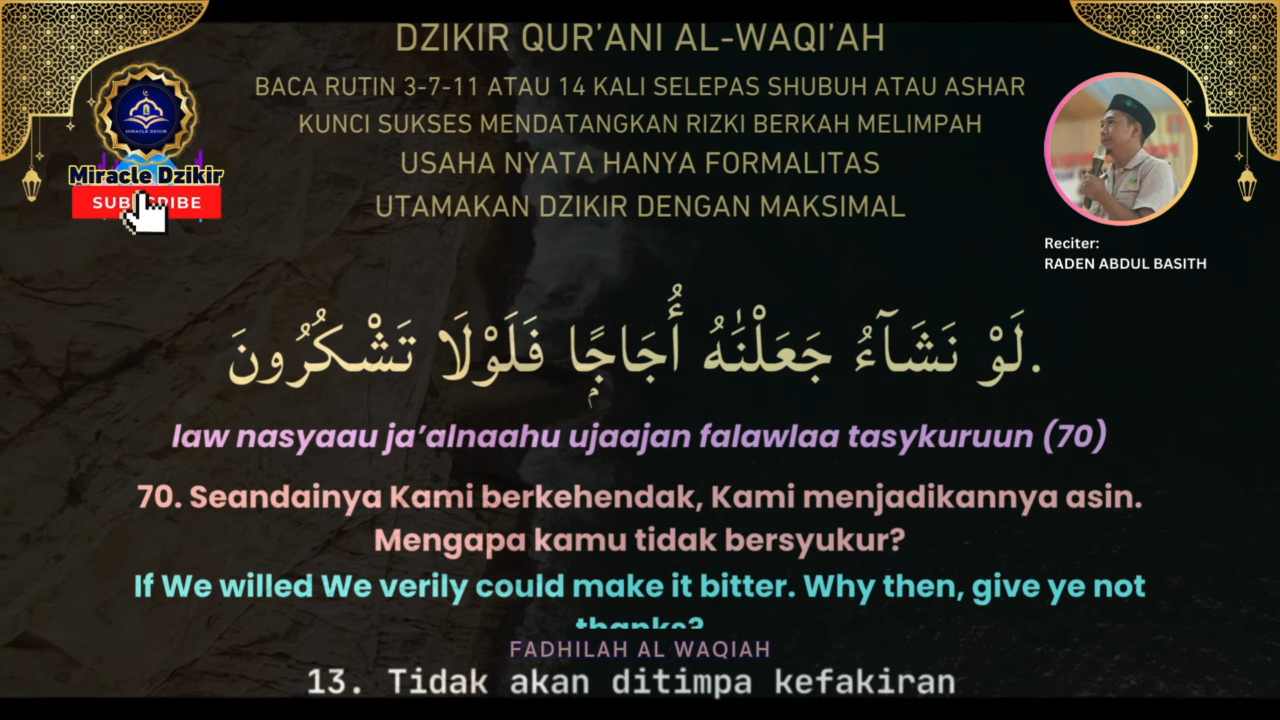 DZIKIR QUR'ANI AL-WAQI'AH
BACA RUTIN 3-7-11 ATAU 14 KALI SELEPAS SHUBUH ATAU ASHAR
KUNCI SUKSES MENDATANGKAN RIZKI BERKAH MELIMPAH
USAHA NYATA HANYA FORMALITAS
UTAMAKAN DZIKIR DENGAN MAKSIMAL
MIRACLE DZIKIR
Miracle Dzikir
SUBSCRIBE
Reciter:
RADEN ABDUL BASITH
لَوْ نَشَآءُ جَعَلْنَٰهُ أُجَاجًۭا فَلَوْلَا تَشْكُرُونَ.
law nasyaau ja'alnaahu ujaajan falawlaa tasykuruun (70)
70. Seandainya Kami berkehendak, Kami menjadikannya asin.
Mengapa kamu tidak bersyukur?
If We willed We verily could make it bitter. Why then, give ye not
thanks?
FADHILAH AL WAQIAH
13. Tidak akan ditimpa kefakiran